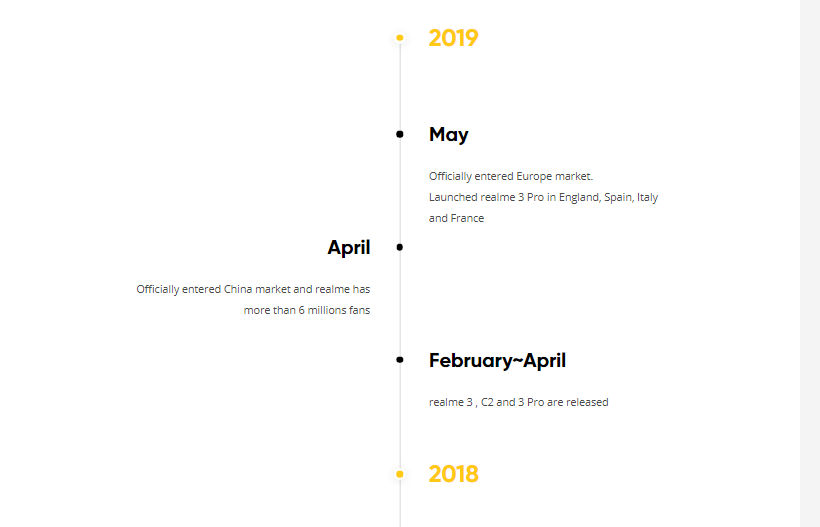 2019
May
Officially entered Europe market.
Launched realme 3 Pro in England, Spain, Italy
and France
April
Officially entered China market and realme has
more than 6 millions fans
February~April
realme 3 , C2 and 3 Pro are released
2018